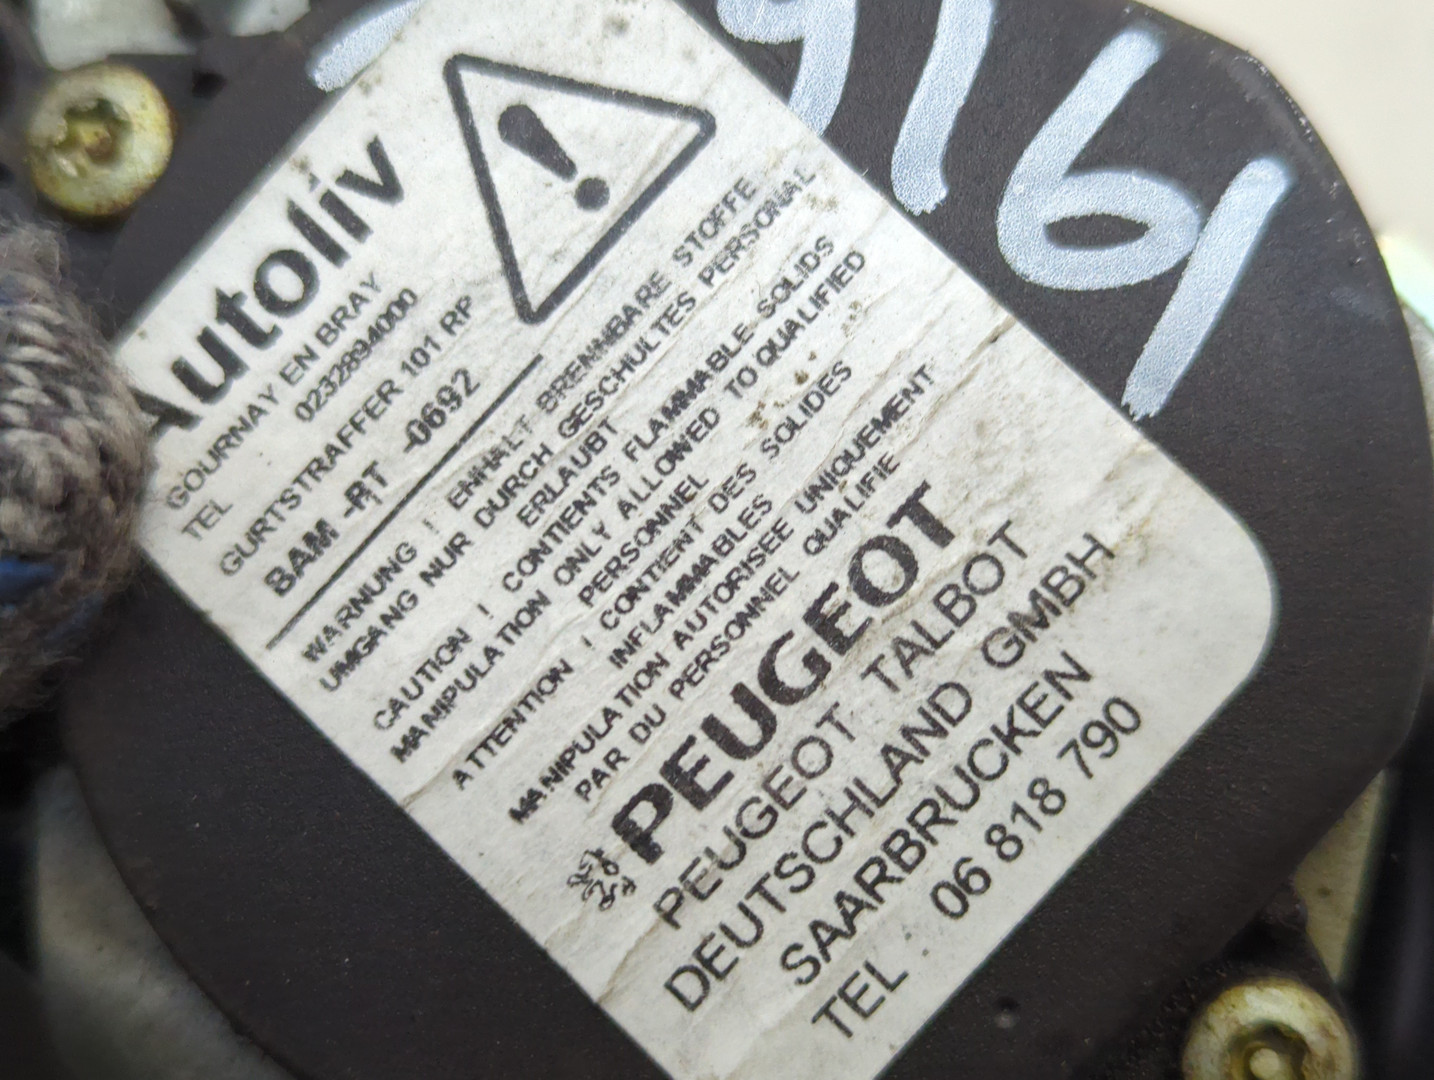 Autoliv
GOURNAY EN BRAY
TEL 0232894000
GURTSTRAFFER 101 RP
BAM -RT -0692
WARNUNG ! ENHALT BRENNBARE STOFFE
UMGANG NUR DURCH GESCHULTES PERSONAL
ERLAUBT
CAUTION ! CONTIENTS FLAMMABLE SOLIDS
MANIPULATION ONLY ALLOWED TO QUALIFIED
PERSONNEL
ATTENTION ! CONTIENT DES SOLIDES
INFLAMMABLES
MANIPULATION AUTORISEE UNIQUEMENT
PAR DU PERSONNEL QUALIFIE
PEUGEOT
PEUGEOT TALBOT
DEUTSCHLAND GMBH
SAARBRUCKEN
TEL : 06 818 790